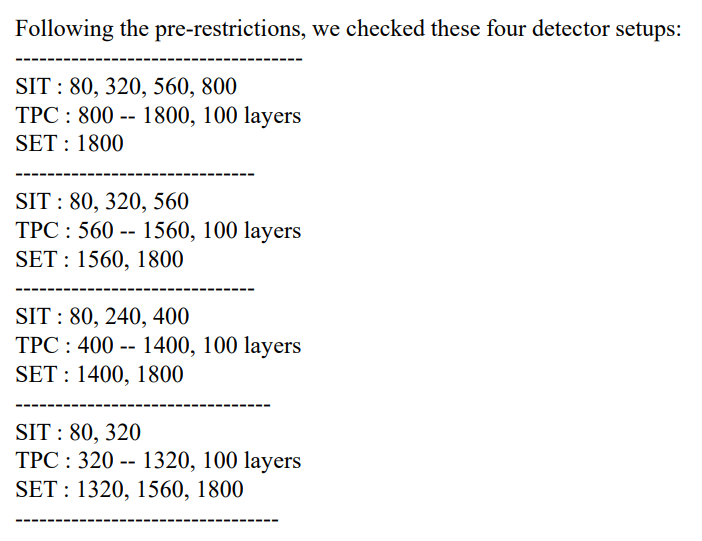 Following the pre-restrictions, we checked these four detector setups:
------------------------------------
SIT : 80, 320, 560, 800
TPC : 800 -- 1800, 100 layers
SET : 1800
------------------------------
SIT : 80, 320, 560
TPC : 560 -- 1560, 100 layers
SET : 1560, 1800
------------------------------
SIT : 80, 240, 400
TPC : 400 -- 1400, 100 layers
SET : 1400, 1800
--------------------------------
SIT : 80, 320
TPC : 320 -- 1320, 100 layers
SET : 1320, 1560, 1800
---------------------------------